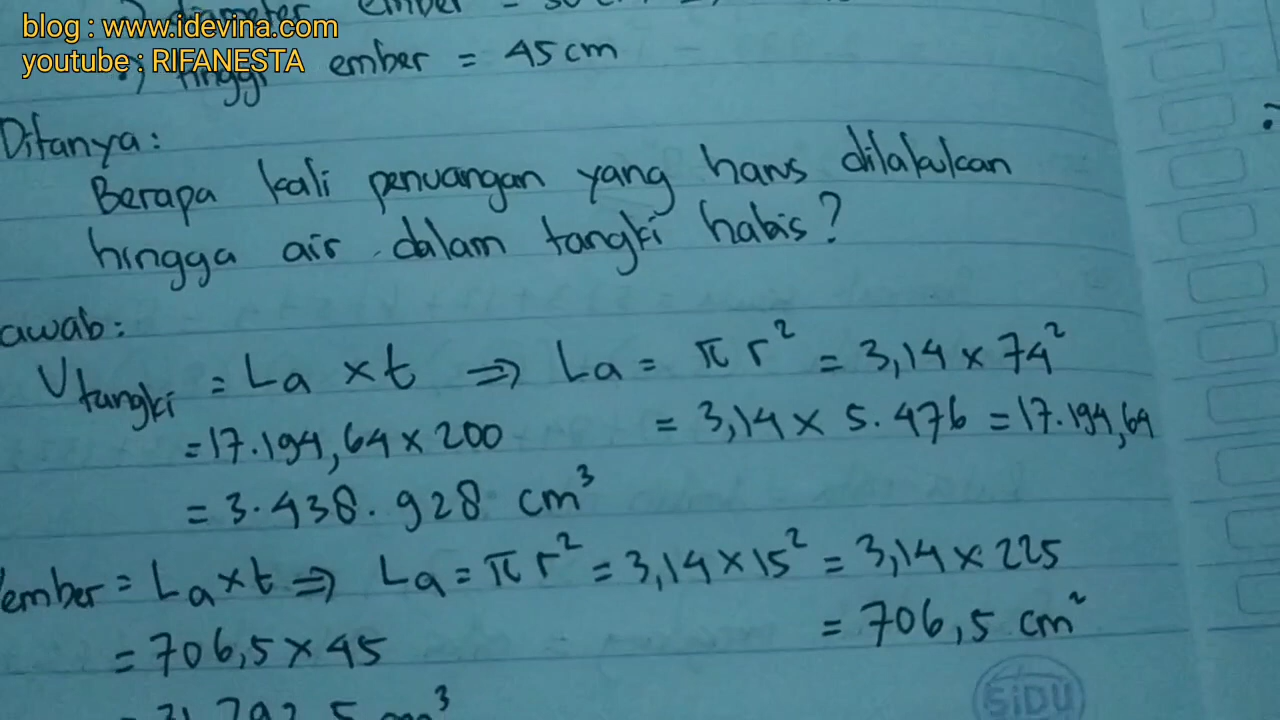 diameter ember =
blog : www.idevina.com
youtube : RIFANESTA
tinggi ember = 45 cm
Ditanya:
Berapa kali penuangan yang harus dilakukan
hingga air dalam tangki habis?
awab:
V tangki = La x t ⇒ La = π r² = 3,14 x 74²
= 17.194,64 x 200 = 3,14 x 5.476 = 17.194,64
= 3.438.928 cm³
ember = La x t ⇒ La = π r² = 3,14 x 15² = 3,14 x 225
= 706,5 x 45 = 706,5 cm²
SiDU